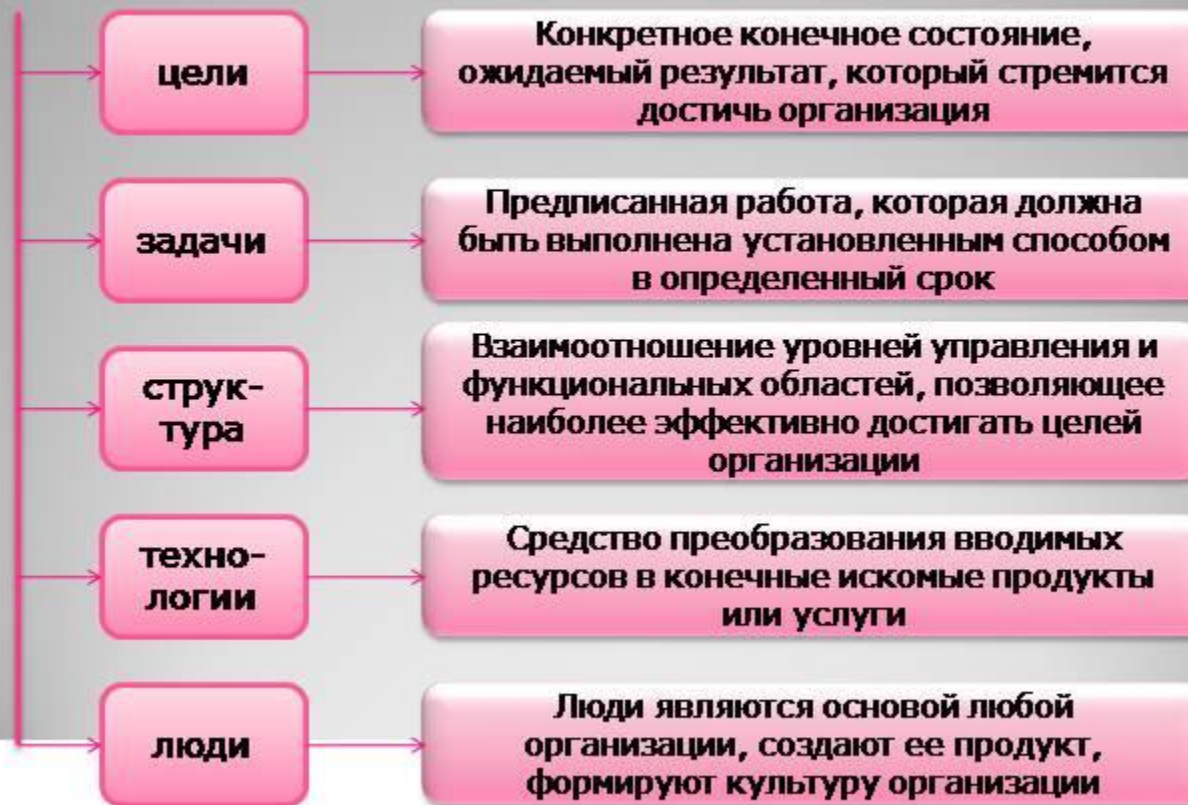 цели
Конкретное конечное состояние,
ожидаемый результат, который стремится
достичь организация
задачи
Предписанная работа, которая должна
быть выполнена установленным способом
в определенный срок
струк-
тура
Взаимоотношение уровней управления и
функциональных областей, позволяющее
наиболее эффективно достигать целей
организации
техно-
логии
Средство преобразования вводимых
ресурсов в конечные искомые продукты
или услуги
люди
Люди являются основой любой
организации, создают ее продукт,
формируют культуру организации